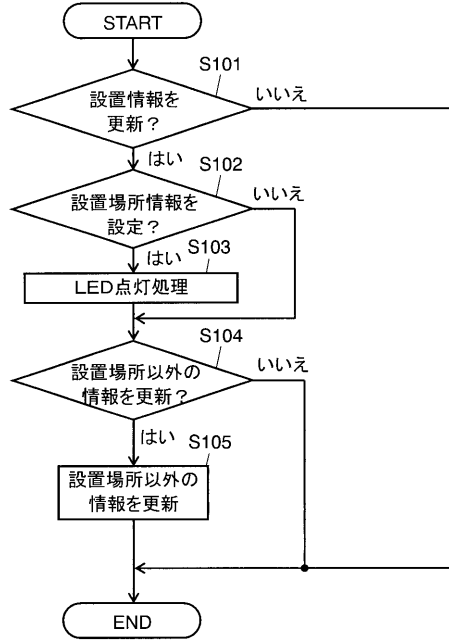 START
S101
設置情報を
更新？
いいえ
はい
S102
設置場所情報を
設定？
いいえ
はい
S103
LED点灯処理
S104
設置場所以外の
情報を更新？
いいえ
はい
S105
設置場所以外の
情報を更新
END